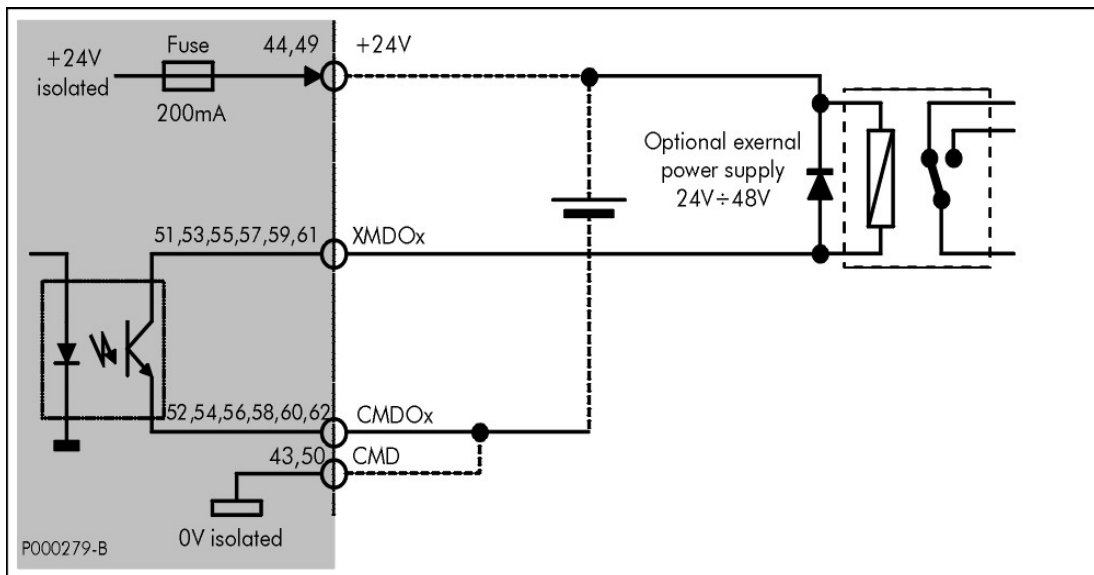 Fuse
44,49
+24V
+24V
isolated
200mA
Optional exernal
power supply
24V÷48V
51,53,55,57,59,61
XMDOx
52,54,56,58,60,62
CMDOx
43,50
CMD
0V isolated
P000279-B